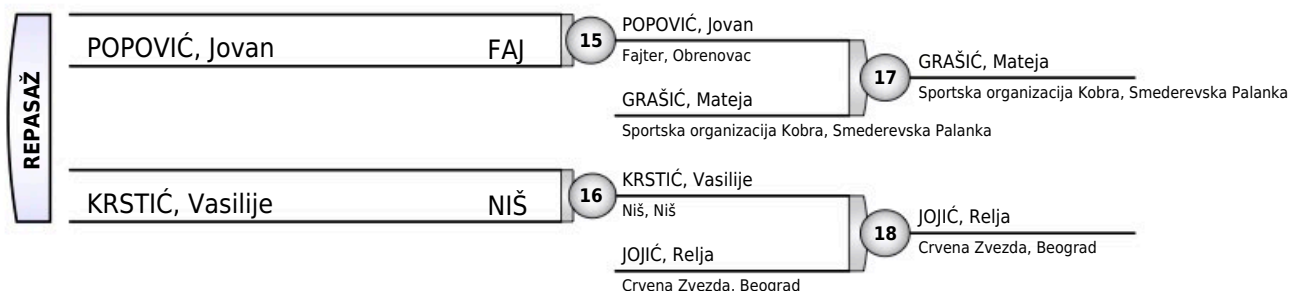 REPASAŽ
POPOVIĆ, Jovan FAJ
15
POPOVIĆ, Jovan
Fajter, Obrenovac
GRAŠIĆ, Mateja
Sportska organizacija Kobra, Smederevska Palanka
17
GRAŠIĆ, Mateja
Sportska organizacija Kobra, Smederevska Palanka
KRSTIĆ, Vasilije NIŠ
16
KRSTIĆ, Vasilije
Niš, Niš
JOJIĆ, Relja
Crvena Zvezda, Beograd
18
JOJIĆ, Relja
Crvena Zvezda, Beograd